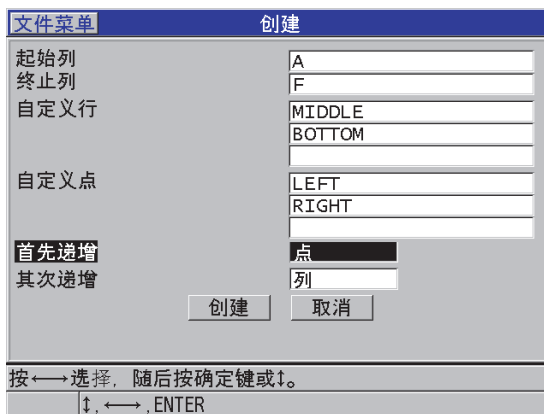 文件菜单 创建
起始列 A
终止列 F
自定义行 MIDDLE
BOTTOM
自定义点 LEFT
RIGHT
首先递增 点
其次递增 列
创建 取消
按←→选择，随后按确定键或↕。
↕,←→,ENTER